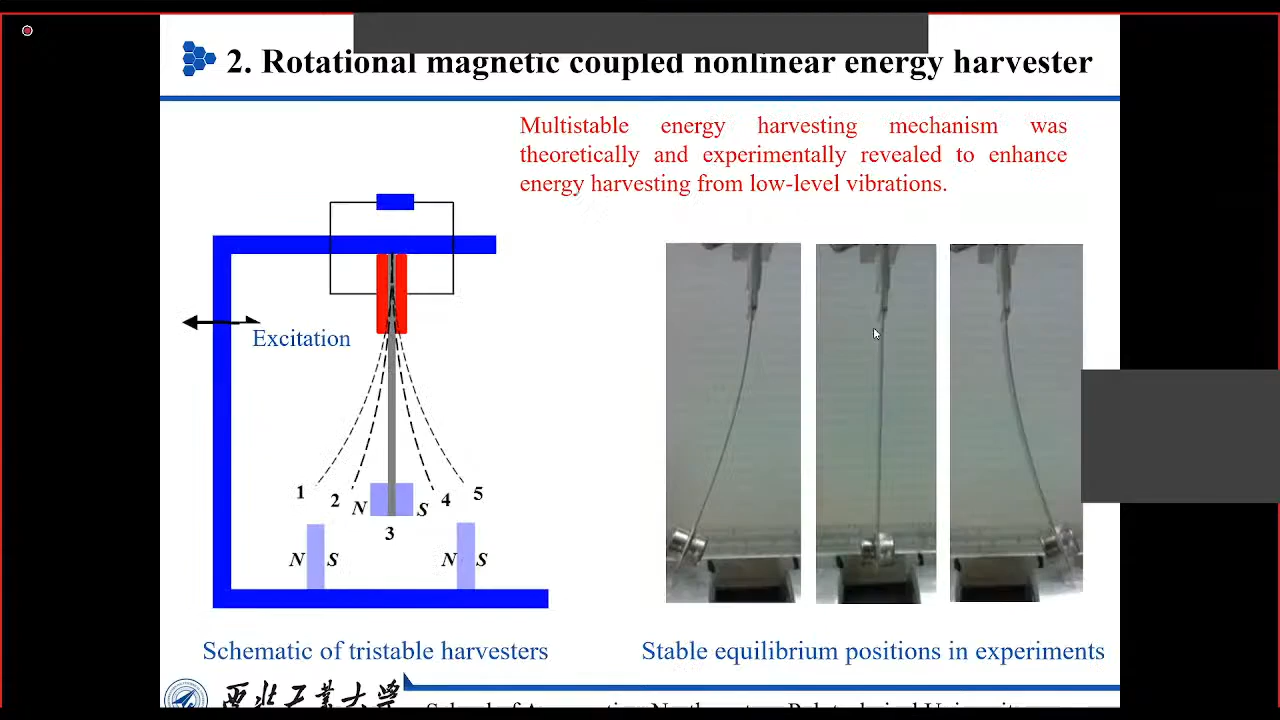 2. Rotational magnetic coupled nonlinear energy harvester
Multistable energy harvesting mechanism was
theoretically and experimentally revealed to enhance
energy harvesting from low-level vibrations.
Excitation
1
2
N
S
4
5
3
N
S
N
S
Schematic of tristable harvesters
Stable equilibrium positions in experiments
西北工业大学